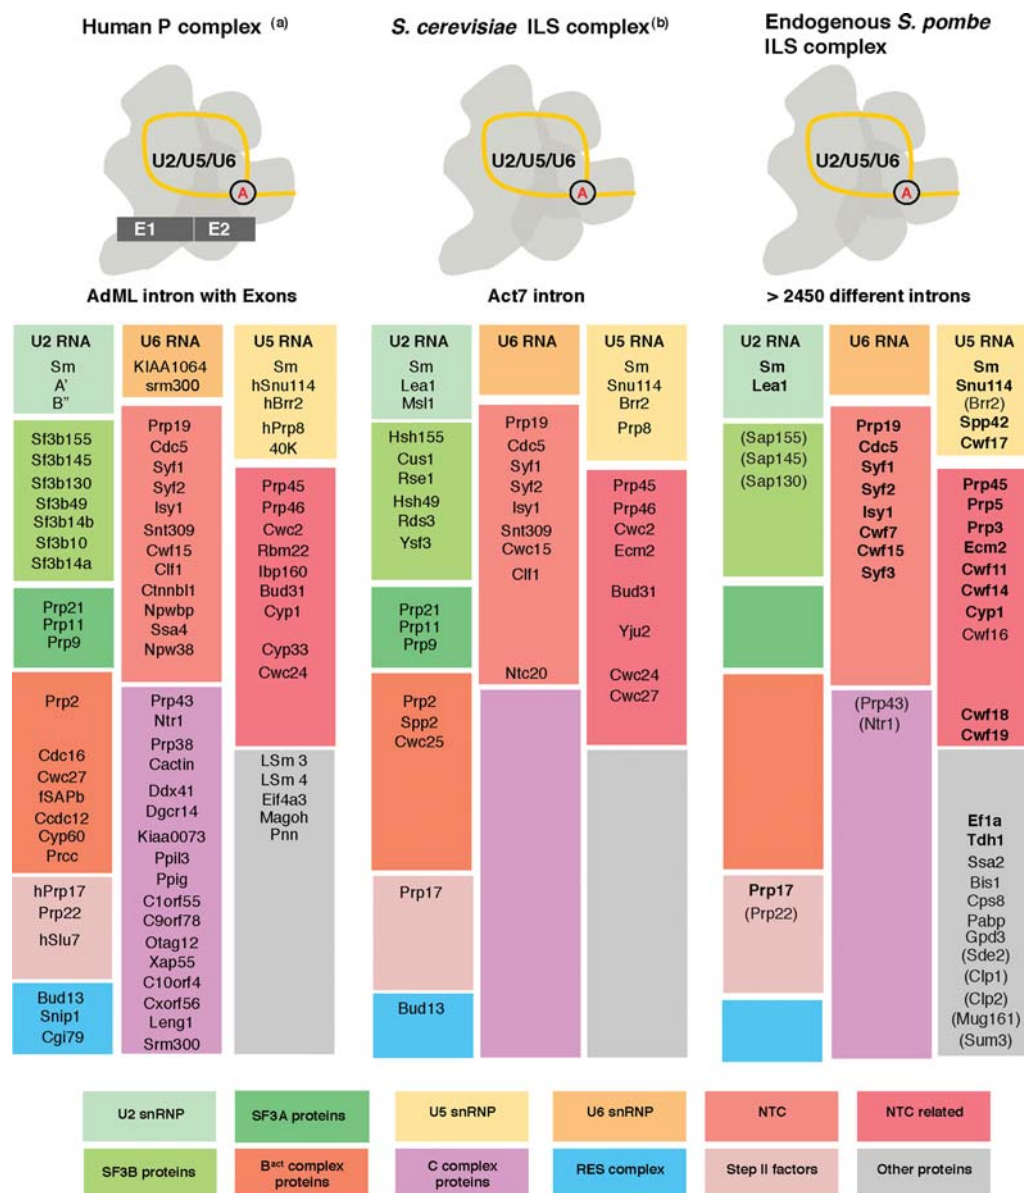 Human P complex (a)
U2/U5/U6
A
E1 E2
AdML intron with Exons
U2 RNA
Sm
A'
B"
Sf3b155
Sf3b145
Sf3b130
Sf3b49
Sf3b14b
Sf3b10
Sf3b14a
Prp21
Prp11
Prp9
Prp2
Cdc16
Cwc27
fSAPb
Ccdc12
Cyp60
Prcc
hPrp17
Prp22
hSlu7
Bud13
Snip1
Cgi79
U6 RNA
KIAA1064
srm300
Prp19
Cdc5
Syf1
Syf2
Isy1
Snt309
Cwf15
Clf1
Ctnnbl1
Npwbp
Ssa4
Npw38
Prp43
Ntr1
Prp38
Cactin
Ddx41
Dgcr14
Kiaa0073
Ppil3
Ppig
C1orf55
C9orf78
Otag12
Xap55
C10orf4
Cxorf56
Leng1
Srm300
U5 RNA
Sm
hSnu114
hBrr2
hPrp8
40K
Prp45
Prp46
Cwc2
Rbm22
Ibp160
Bud31
Cyp1
Cyp33
Cwc24
LSm 3
LSm 4
Eif4a3
Magoh
Pnn
S. cerevisiae ILS complex(b)
U2/U5/U6
A
Act7 intron
U2 RNA
Sm
Lea1
Msl1
Hsh155
Cus1
Rse1
Hsh49
Rds3
Ysf3
Prp21
Prp11
Prp9
Prp2
Spp2
Cwc25
Prp17
Bud13
U6 RNA
Prp19
Cdc5
Syf1
Syf2
Isy1
Snt309
Cwc15
Clf1
Ntc20
U5 RNA
Sm
Snu114
Brr2
Prp8
Prp45
Prp46
Cwc2
Ecm2
Bud31
Yju2
Cwc24
Cwc27
Endogenous S. pombe
ILS complex
U2/U5/U6
A
> 2450 different introns
U2 RNA
Sm
Lea1
(Sap155)
(Sap145)
(Sap130)
Prp17
(Prp22)
U6 RNA
Prp19
Cdc5
Syf1
Syf2
Isy1
Cwf7
Cwf15
Syf3
(Prp43)
(Ntr1)
U5 RNA
Sm
Snu114
(Brr2)
Spp42
Cwf17
Prp45
Prp5
Prp3
Ecm2
Cwf11
Cwf14
Cyp1
Cwf16
Cwf18
Cwf19
Ef1a
Tdh1
Ssa2
Bis1
Cps8
Pabp
Gpd3
(Sde2)
(Clp1)
(Clp2)
(Mug161)
(Sum3)
U2 snRNP
SF3A proteins
U5 snRNP
U6 snRNP
NTC
NTC related
SF3B proteins
Bact complex
proteins
C complex
proteins
RES complex
Step II factors
Other proteins